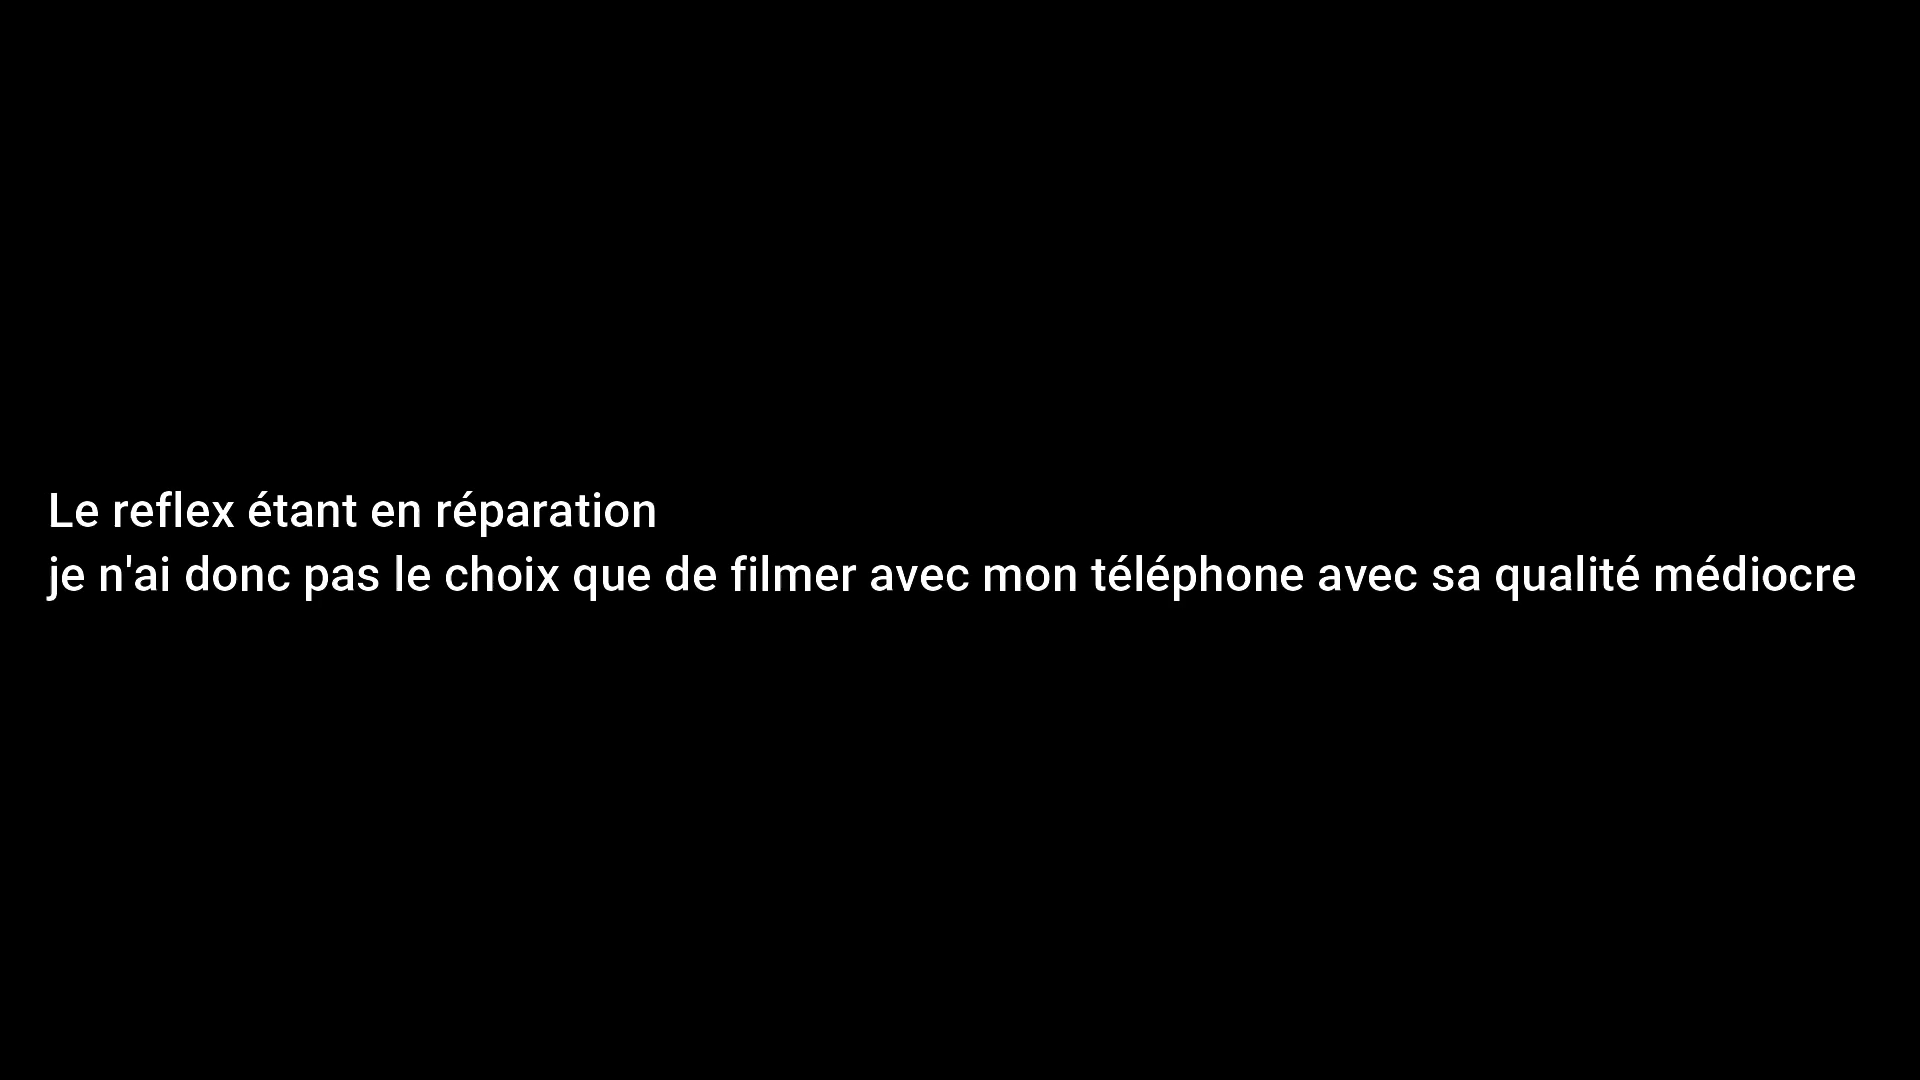 Le reflex étant en réparation
je n'ai donc pas le choix que de filmer avec mon téléphone avec sa qualité médiocre